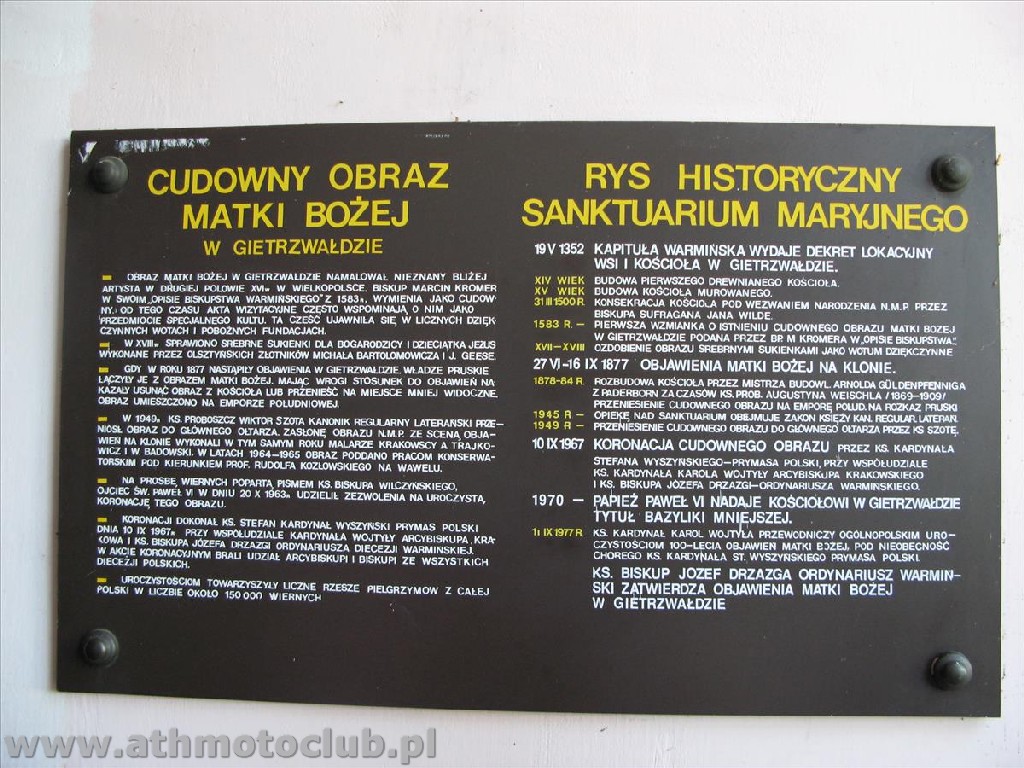 CUDOWNY OBRAZ
MATKI BOŻEJ
W GIETRZWAŁDZIE
OBRAZ MATKI BOŻEJ W GIETRZWAŁDZIE NAMALOWAŁ NIEZNANY BLIŻEJ
ARTYSTA W DRUGIEJ POŁOWIE XVIw. W WIELKOPOLSCE. BISKUP MARCIN KROMER
W SWOIM „OPISIE BISKUPSTWA WARMIŃSKIEGO" Z 1583R. WYMIENIA JAKO CUDOW-
NY. OD TEGO CZASU AKTA WIZYTACYJNE CZĘSTO WSPOMINAJĄ O NIM JAKO
PRZEDMIOCIE SPECJALNEGO KULTU. TA CZEŚĆ UJAWNIŁA SIĘ W LICZNYCH DZIĘK
CZYNNYCH WOTACH I POBOŻNYCH FUNDACJACH.
W XVIIIw. SPRAWIONO SREBRNE SUKIENKI DLA BOGARODZICY I DZIECIĄTKA JEZUS
WYKONANE PRZEZ OLSZTYŃSKICH ZŁOTNIKÓW MICHAŁA BARTOLOMOWICZA I J. GEESE.
GDY W ROKU 1877 NASTĄPIŁY OBJAWIENIA W GIETRZWAŁDZIE. WŁADZE PRUSKIE
ŁĄCZYŁY JE Z OBRAZEM MATKI BOŻEJ. MAJĄC WROGI STOSUNEK DO OBJAWIEŃ NA-
KAZAŁY USUNĄĆ OBRAZ Z KOŚCIOŁA LUB PRZENIEŚĆ NA MIEJSCE MNIEJ WIDOCZNE.
OBRAZ UMIESZCZONO NA EMPORZE POŁUDNIOWEJ.
W 1949R. KS. PROBOSZCZ WIKTOR SZOTA KANONIK REGULARNY LATERAŃSKI PRZE-
NIÓSŁ OBRAZ DO GŁÓWNEGO OŁTARZA. ZASŁONĘ OBRAZU N.M.P. ZE SCENĄ OBJA-
WIEŃ NA KLONIE WYKONALI W TYM SAMYM ROKU MALARZE KRAKOWSCY A TRAJKO-
WICZ I W BADOWSKI. W LATACH 1964-1965 OBRAZ PODDANO PRACOM KONSERWA-
TORSKIM POD KIERUNKIEM PROF. RUDOLFA KOZŁOWSKIEGO NA WAWELU.
NA PROŚBĘ WIERNYCH POPARTĄ PISMEM KS. BISKUPA WILCZYŃSKIEGO,
OJCIEC ŚW. PAWEŁ VI W DNIU 20 X 1963R. UDZIELIŁ ZEZWOLENIA NA UROCZYSTĄ
KORONACJĘ TEGO OBRAZU.
KORONACJI DOKONAŁ KS. STEFAN KARDYNAŁ WYSZYŃSKI PRYMAS POLSKI
DNIA 10 IX 1967R. PRZY WSPÓŁUDZIALE KARDYNAŁA WOJTYŁY ARCYBISKUPA KRA-
KOWA I KS. BISKUPA JÓZEFA DRZAZGI ORDYNARIUSZA DIECEZJI WARMIŃSKIEJ.
W AKCIE KORONACYJNYM BRALI UDZIAŁ ARCYBISKUPI I BISKUPI ZE WSZYSTKICH
DIECEZJI POLSKICH.
UROCZYSTOŚCIOM TOWARZYSZYŁY LICZNE RZESZE PIELGRZYMÓW Z CAŁEJ
POLSKI W LICZBIE OKOŁO 150 000 WIERNYCH
RYS HISTORYCZNY
SANKTUARIUM MARYJNEGO
19 V 1352 KAPITUŁA WARMIŃSKA WYDAJE DEKRET LOKACYJNY
WSI I KOŚCIOŁA W GIETRZWAŁDZIE.
XIV WIEK BUDOWA PIERWSZEGO DREWNIANEGO KOŚCIOŁA.
XV WIEK BUDOWA KOŚCIOŁA MUROWANEGO.
31 III 1500 R. KONSEKRACJA KOŚCIOŁA POD WEZWANIEM NARODZENIA N.M.P. PRZEZ
BISKUPA SUFRAGANA JANA WILDE.
1583 R. – PIERWSZA WZMIANKA O ISTNIENIU CUDOWNEGO OBRAZU MATKI BOŻEJ
W GIETRZWAŁDZIE PODANA PRZEZ BP. M KROMERA W „OPISIE BISKUPSTWA"
XVII–XVIII OZDOBIENIE OBRAZU SREBRNYMI SUKIENKAMI JAKO WOTUM DZIĘKCZYNNE
27 VI–16 IX 1877 OBJAWIENIA MATKI BOŻEJ NA KLONIE.
1878-84 R. ROZBUDOWA KOŚCIOŁA PRZEZ MISTRZA BUDOWL. ARNOLDA GÜLDENPFENNIGA
Z PADERBORN ZA CZASÓW KS. PROB. AUGUSTYNA WEISCHLA /1869-1909/
PRZENIESIENIE CUDOWNEGO OBRAZU NA EMPORĘ POŁUD. NA ROZKAZ PRUSKI
1945 R – OPIEKĘ NAD SANKTUARIUM OBEJMUJE ZAKON KSIĘŻY KAN. REGULAR. LATERAN.
1949 R – PRZENIESIENIE CUDOWNEGO OBRAZU DO GŁÓWNEGO OŁTARZA PRZEZ KS SZOTĘ.
10 IX 1967 KORONACJA CUDOWNEGO OBRAZU PRZEZ KS. KARDYNAŁA
STEFANA WYSZYŃSKIEGO–PRYMASA POLSKI, PRZY WSPÓŁUDZIALE
KS. KARDYNAŁA KAROLA WOJTYŁY ARCYBISKUPA KRAKOWSKIEGO.
I KS. BISKUPA JÓZEFA DRZAZGI–ORDYNARIUSZA WARMIŃSKIEGO.
1970 – PAPIEŻ PAWEŁ VI NADAJE KOŚCIOŁOWI W GIETRZWAŁDZIE
TYTUŁ BAZYLIKI MNIEJSZEJ.
11 IX 1977 R KS. KARDYNAŁ KAROL WOJTYŁA PRZEWODNICZY OGÓLNOPOLSKIM URO-
CZYSTOŚCIOM 100–LECIA OBJAWIEŃ MATKI BOŻEJ, POD NIEOBECNOŚĆ
CHOREGO KS. KARDYNAŁA ST. WYSZYŃSKIEGO PRYMASA POLSKI.
KS. BISKUP JÓZEF DRZAZGA ORDYNARIUSZ WARMIŃ-
SKI ZATWIERDZA OBJAWIENIA MATKI BOŻEJ
W GIETRZWAŁDZIE
www.athmotoclub.pl